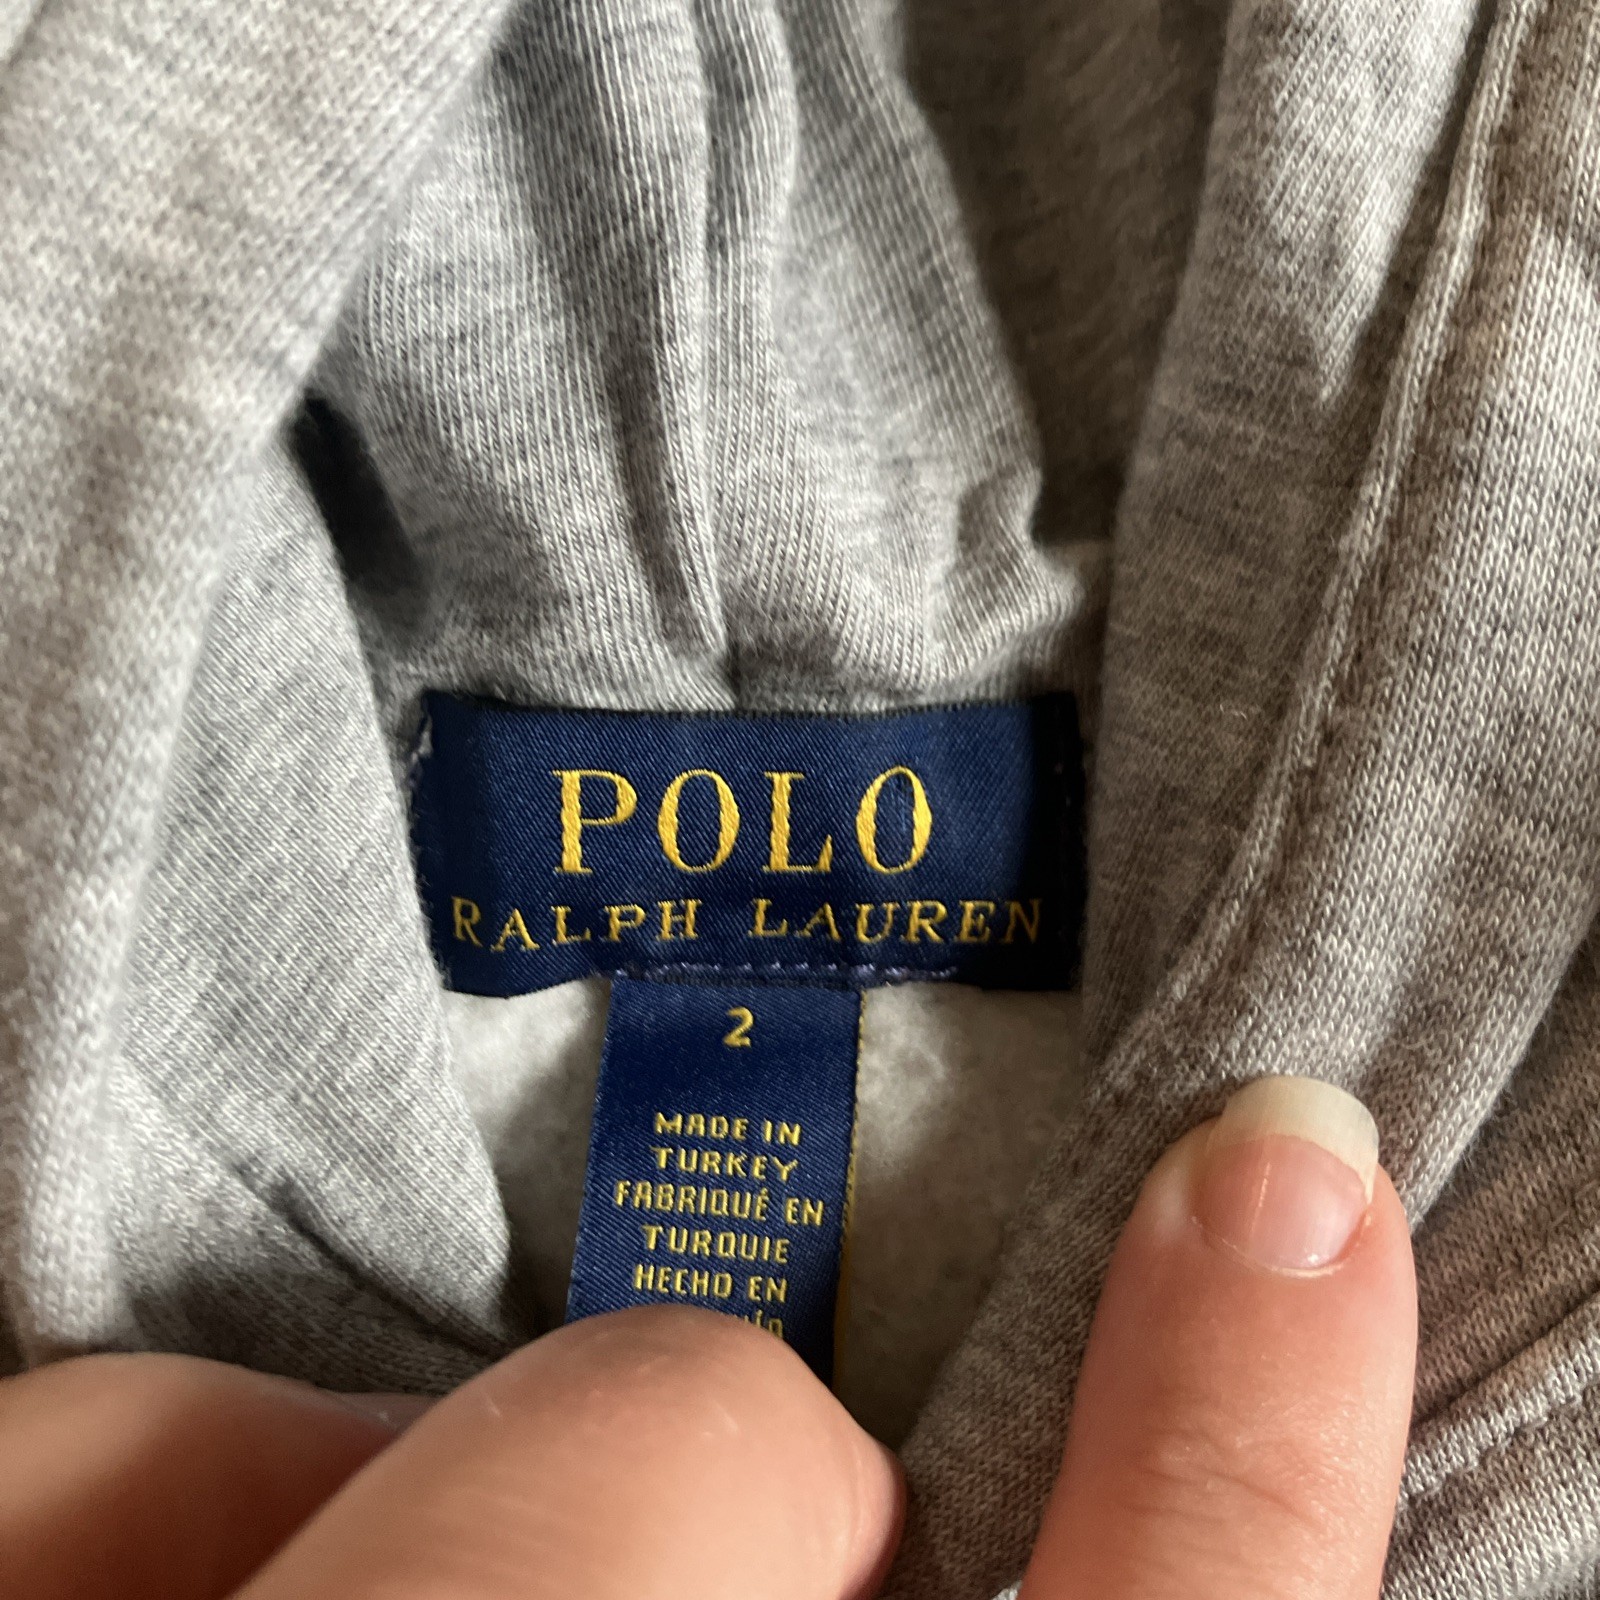 POLO
RALPH LAUREN
2
MADE IN
TURKEY
FABRIQUÉ EN
TURQUIE
HECHO EN